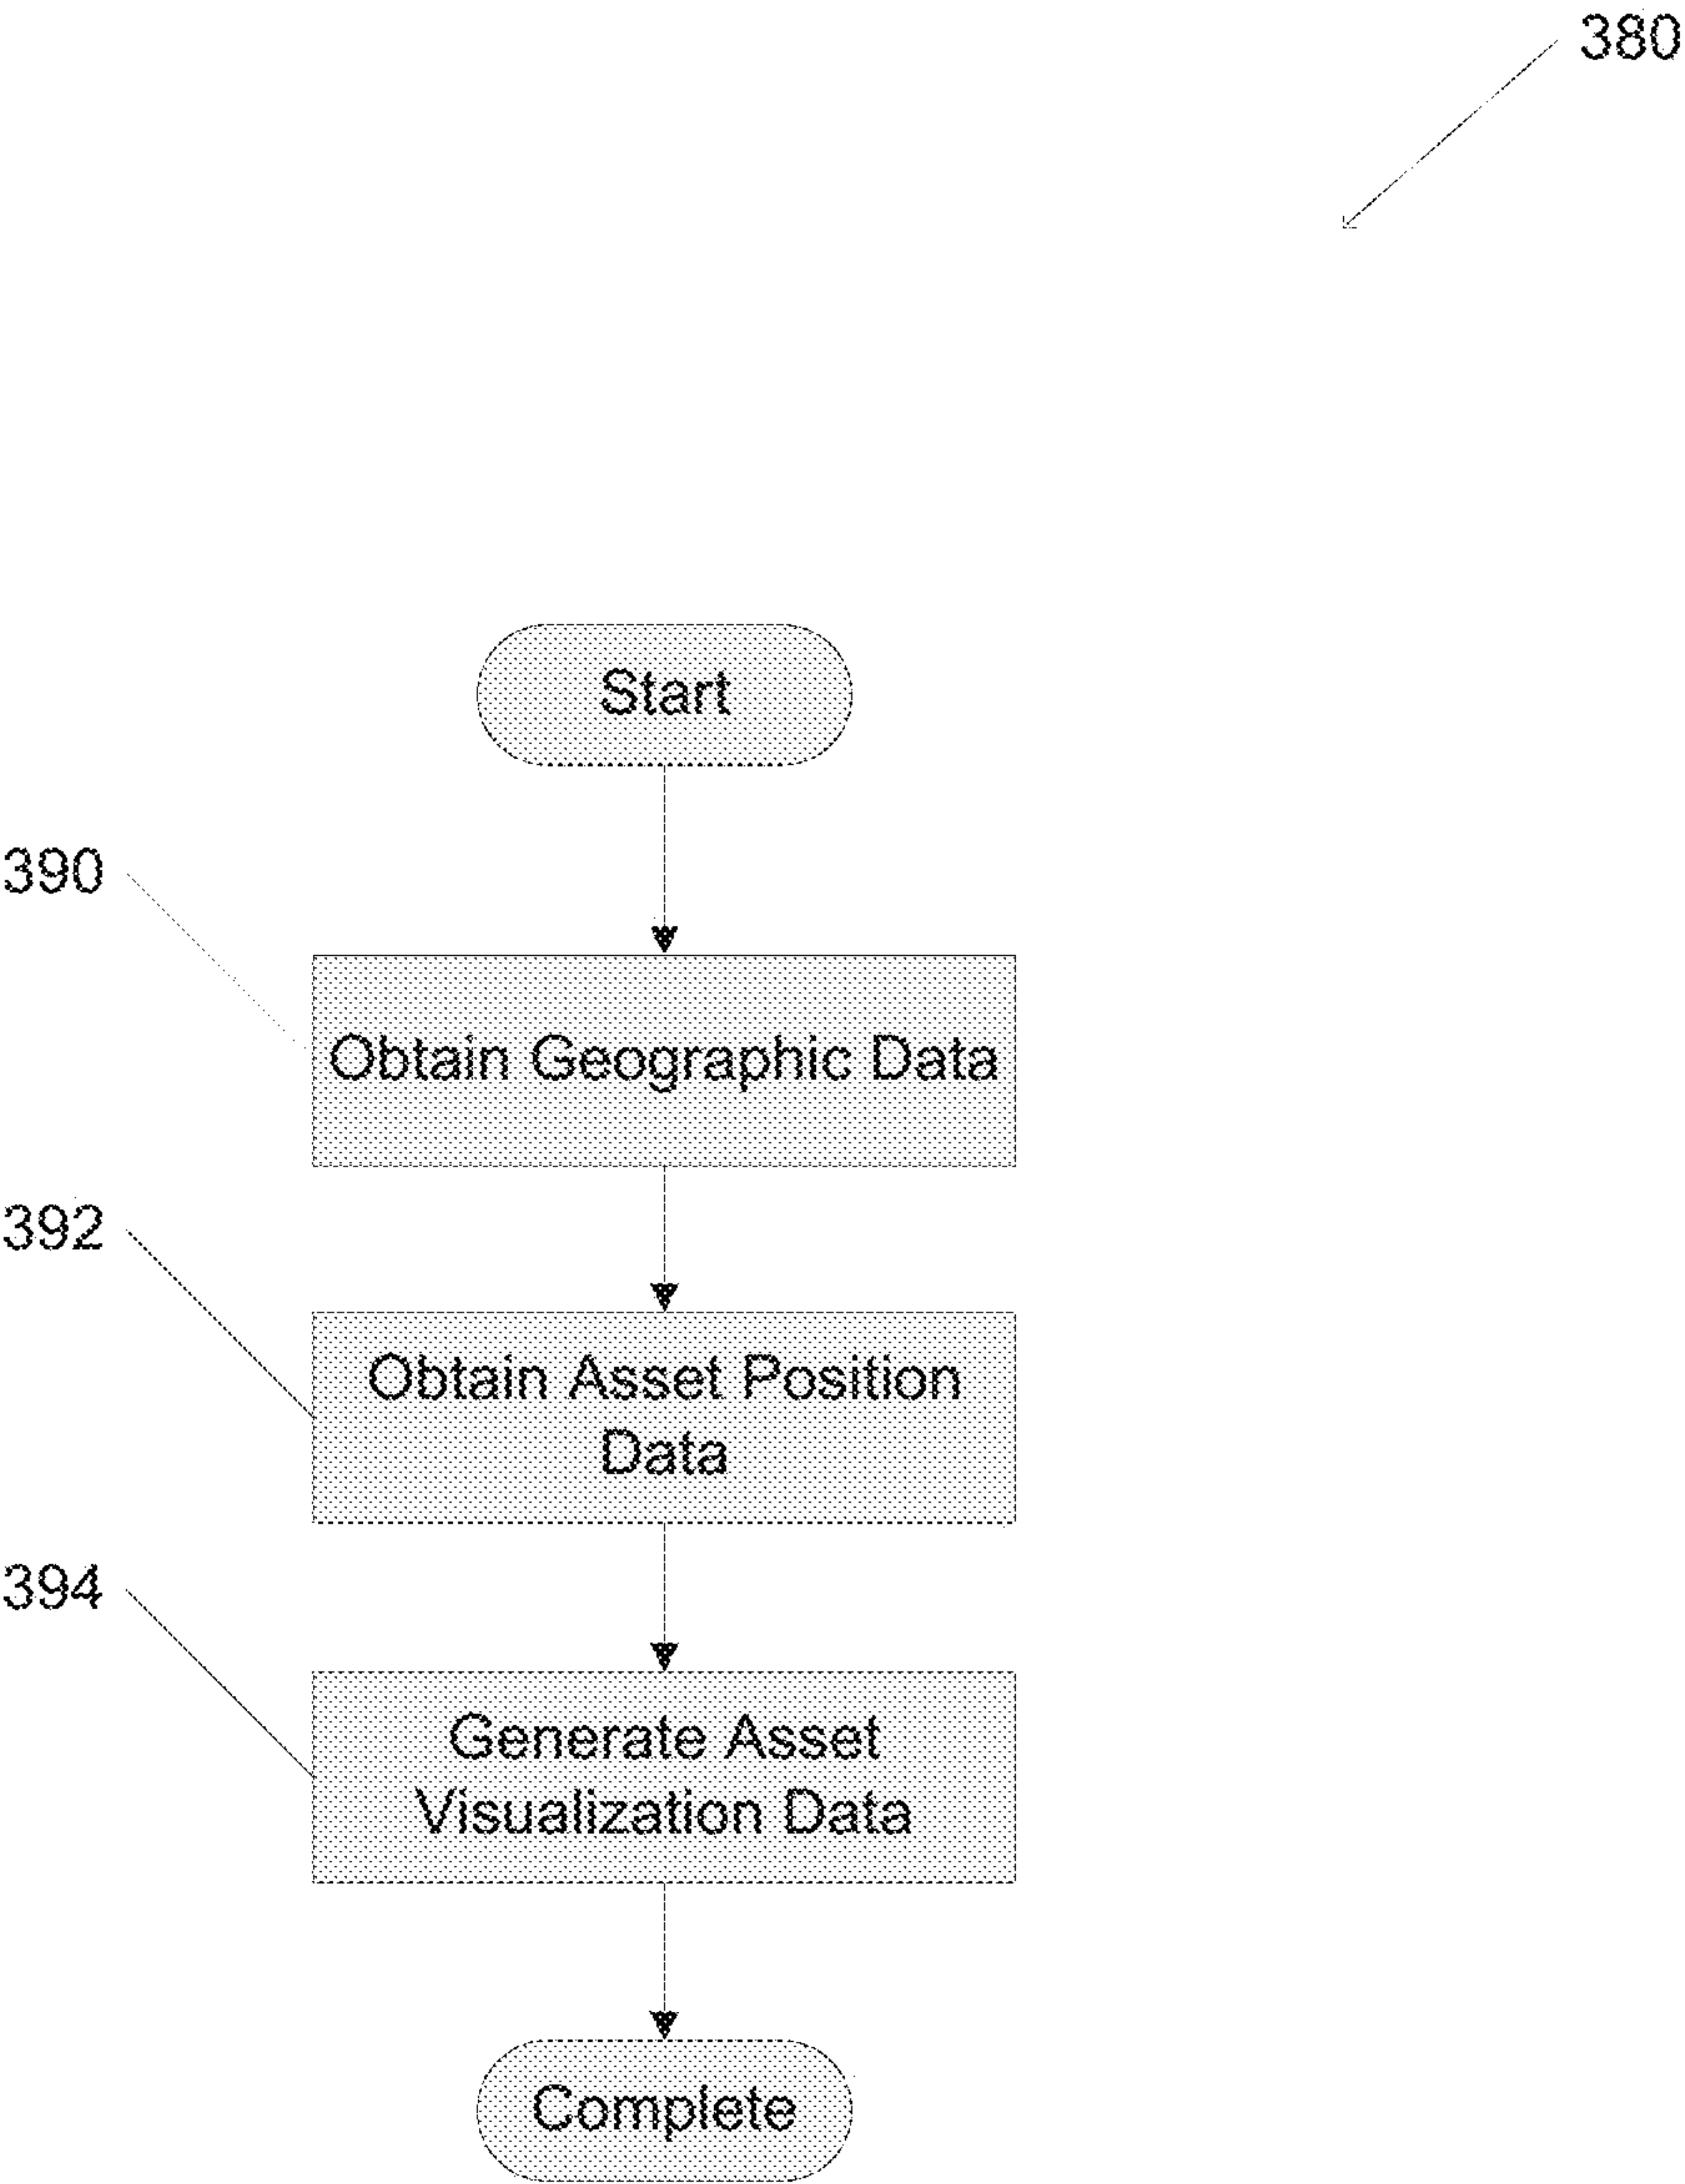 380
Start
390
Obtain Geographic Data
392
Obtain Asset Position
Data
394
Generate Asset
Visualization Data
Complete